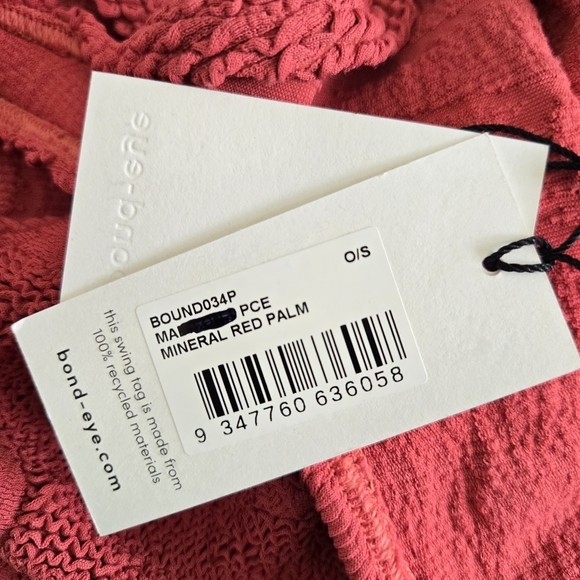 bond-eye
O/S
BOUND034P
MA PCE
MINERAL RED PALM
9 347760 636058
this swing tag is made from
100% recycled materials
bond-eye.com